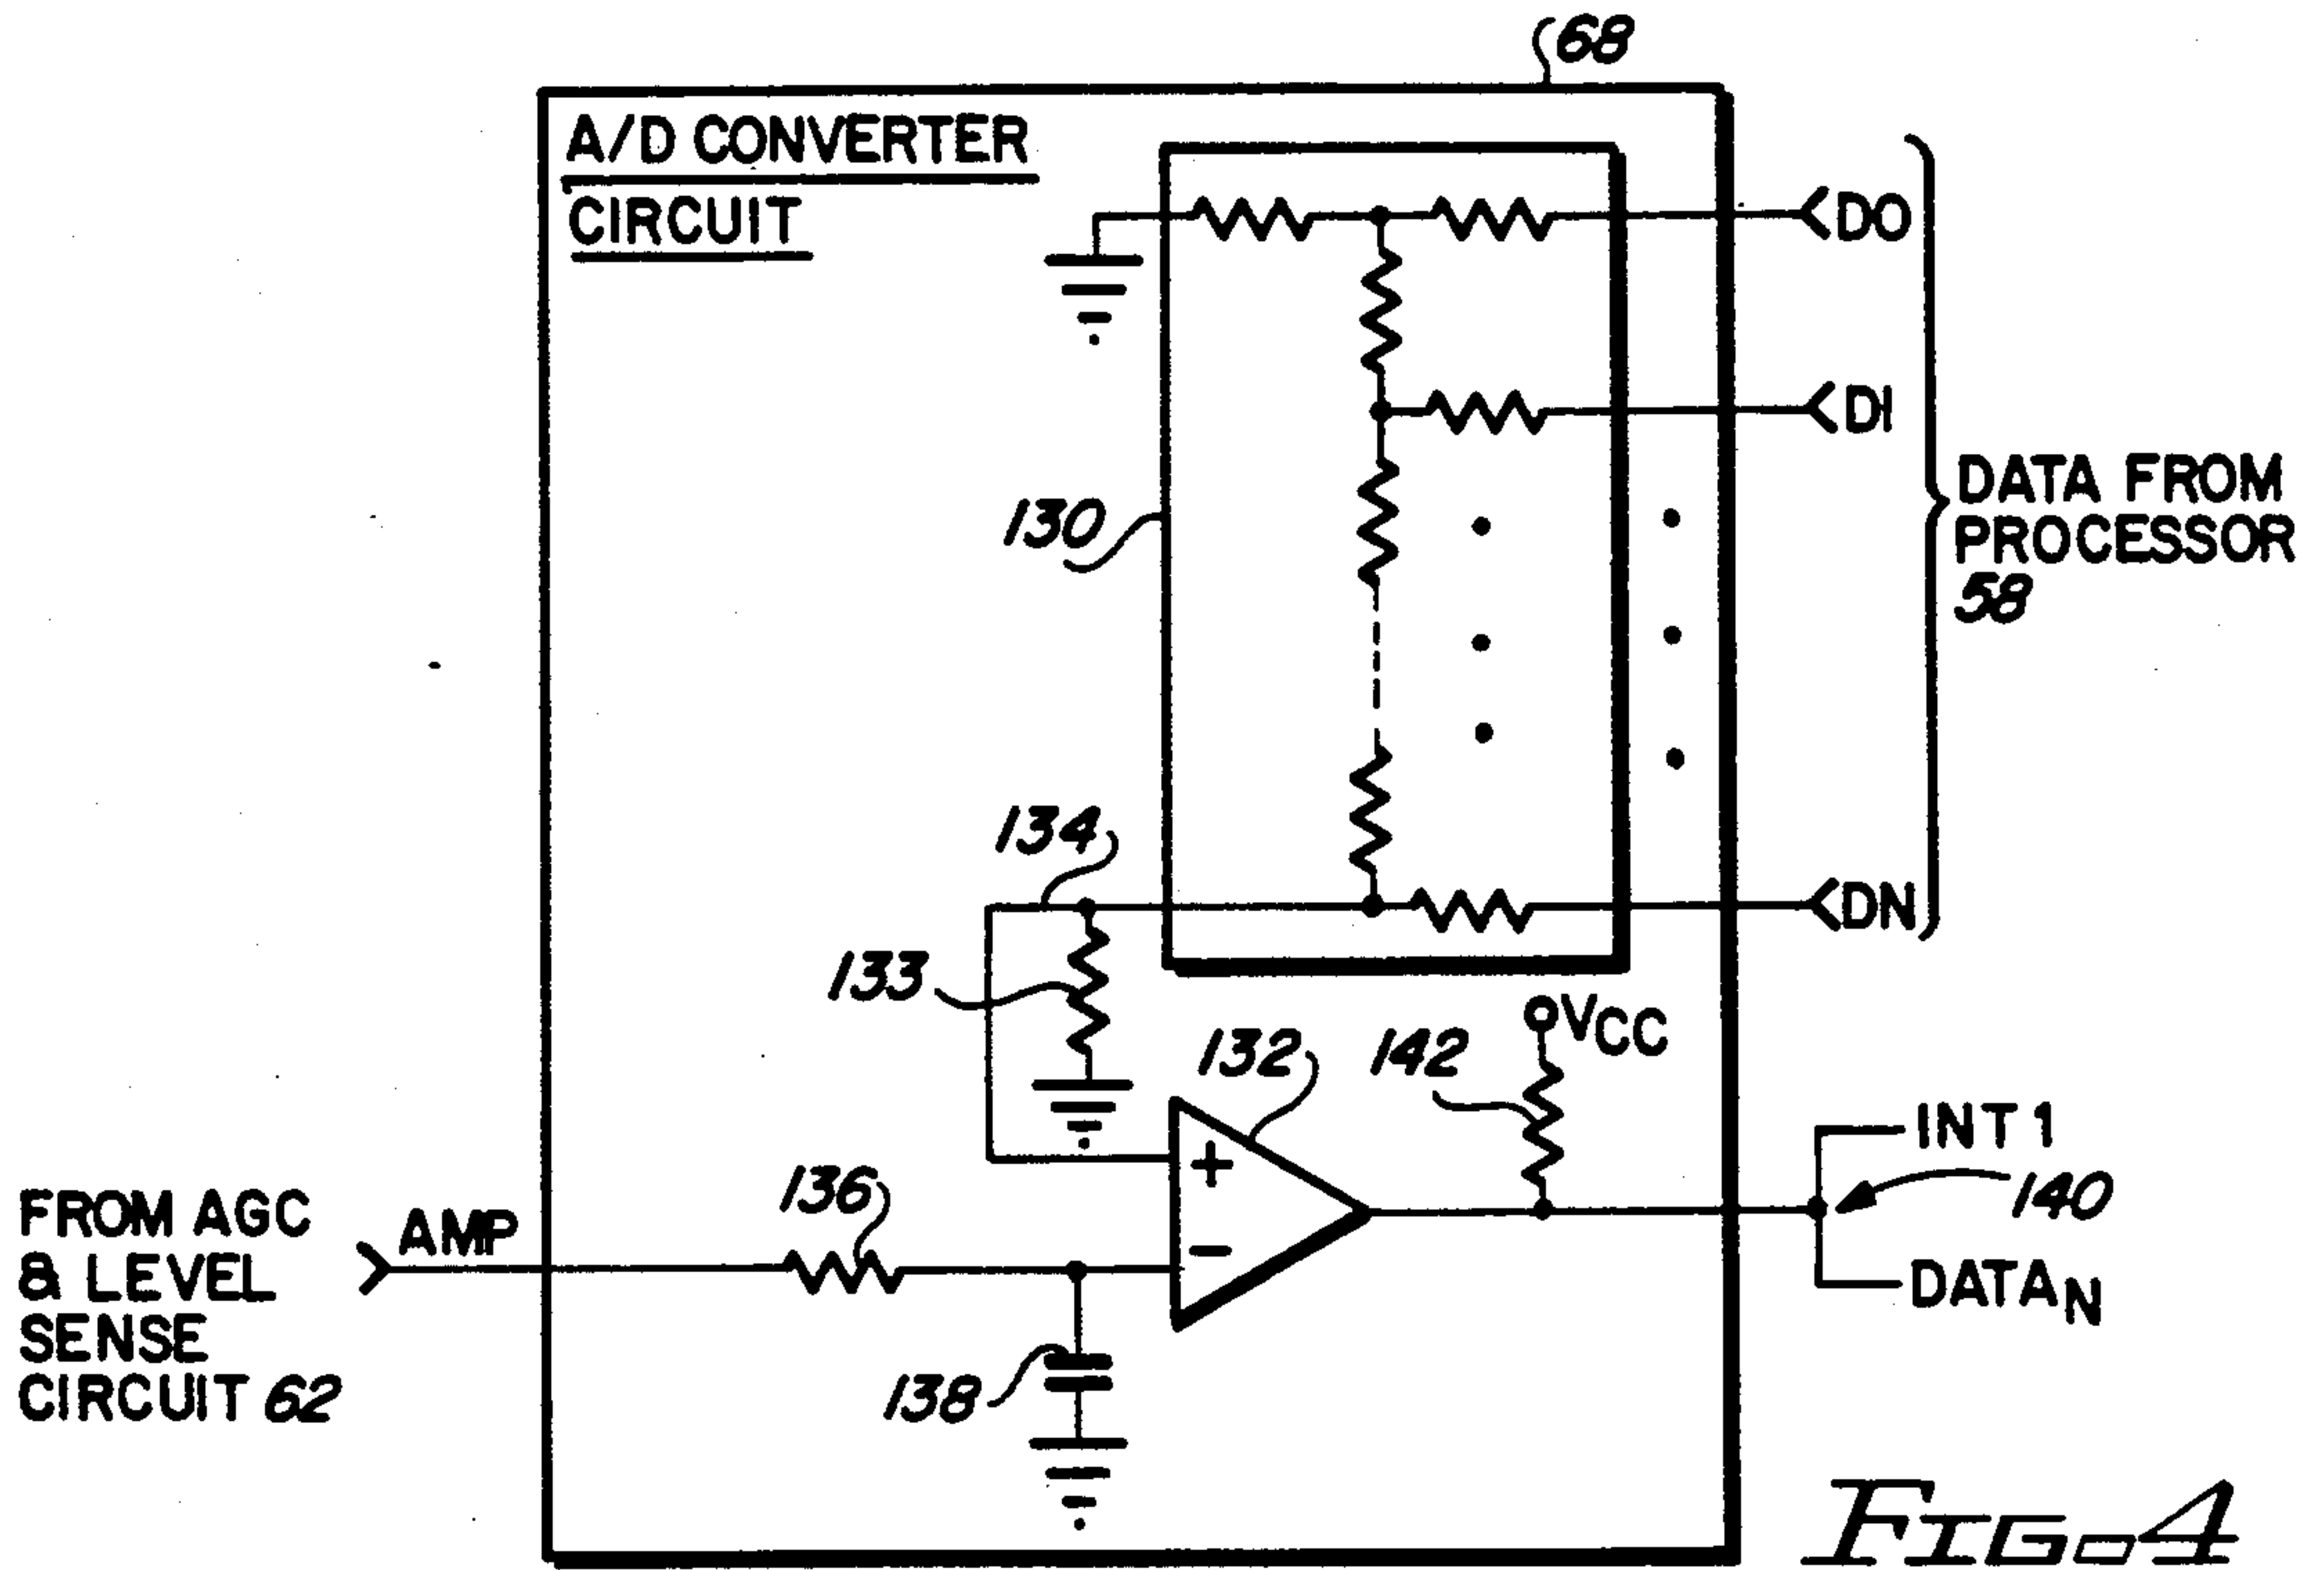 68
A/D CONVERTER
CIRCUIT
DO
DI
130
DATA FROM
PROCESSOR
58
134
DN
133
VCC
132
142
INT 1
136
140
FROM AGC
& LEVEL
SENSE
CIRCUIT 62
AMP
+
−
DATAN
138
FIG. 4